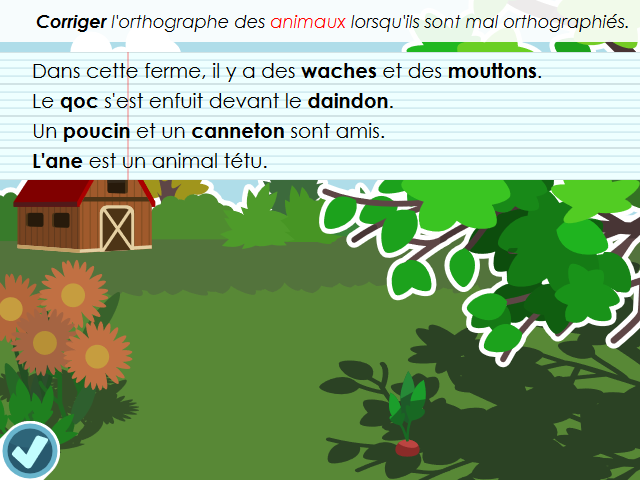 Corriger l'orthographe des animaux lorsqu'ils sont mal orthographiés.
Dans cette ferme, il y a des waches et des mouttons.
Le qoc s'est enfuit devant le daindon.
Un poucin et un canneton sont amis.
L'ane est un animal tétu.